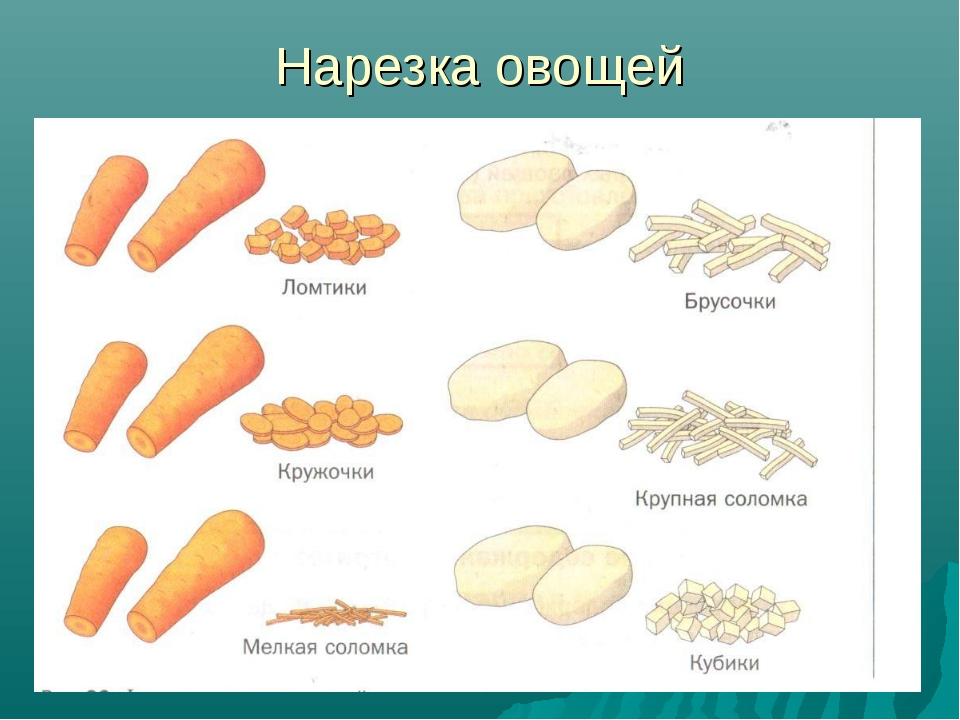 Нарезка овощей
Ломтики
Брусочки
Кружочки
Крупная соломка
Мелкая соломка
Кубики